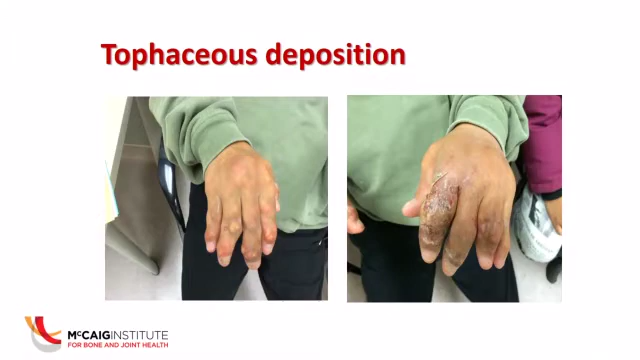 Tophaceous deposition
McCAIG INSTITUTE
FOR BONE AND JOINT HEALTH